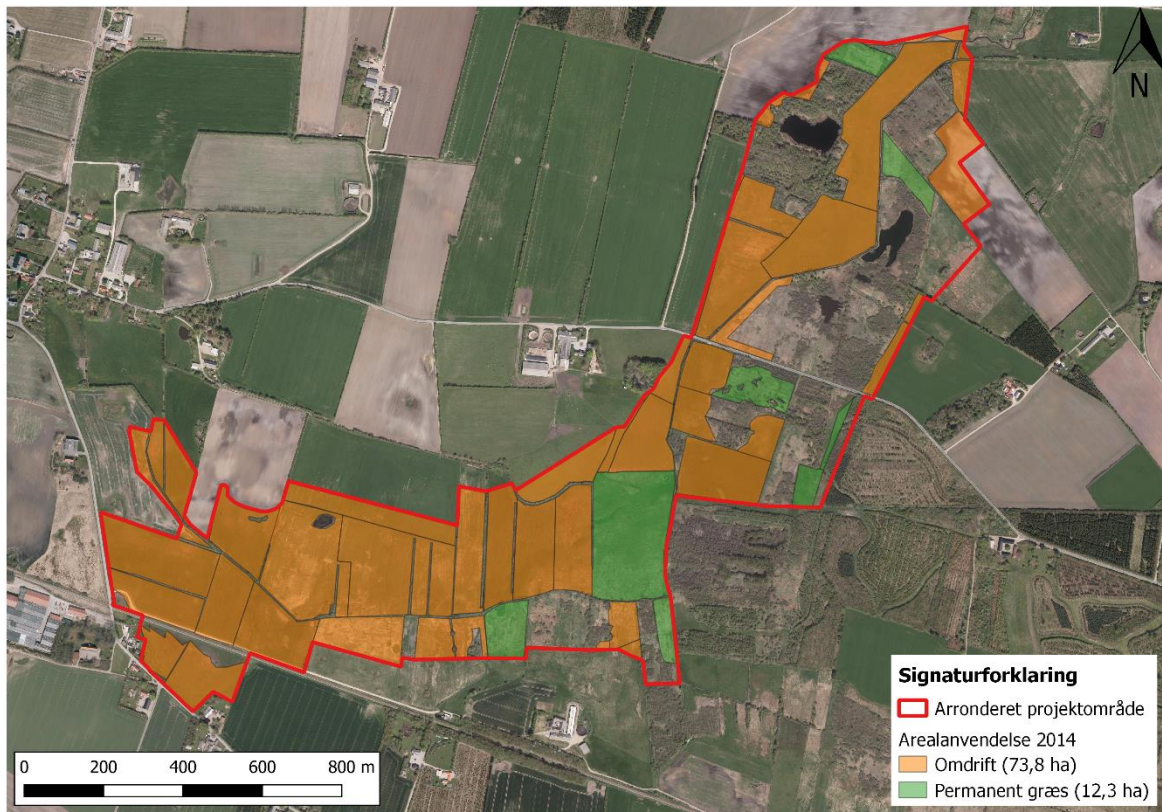 N
Signaturforklaring
Arronderet projektområde
Arealanvendelse 2014
Omdrift (73,8 ha)
Permanent græs (12,3 ha)
0 200 400 600 800 m